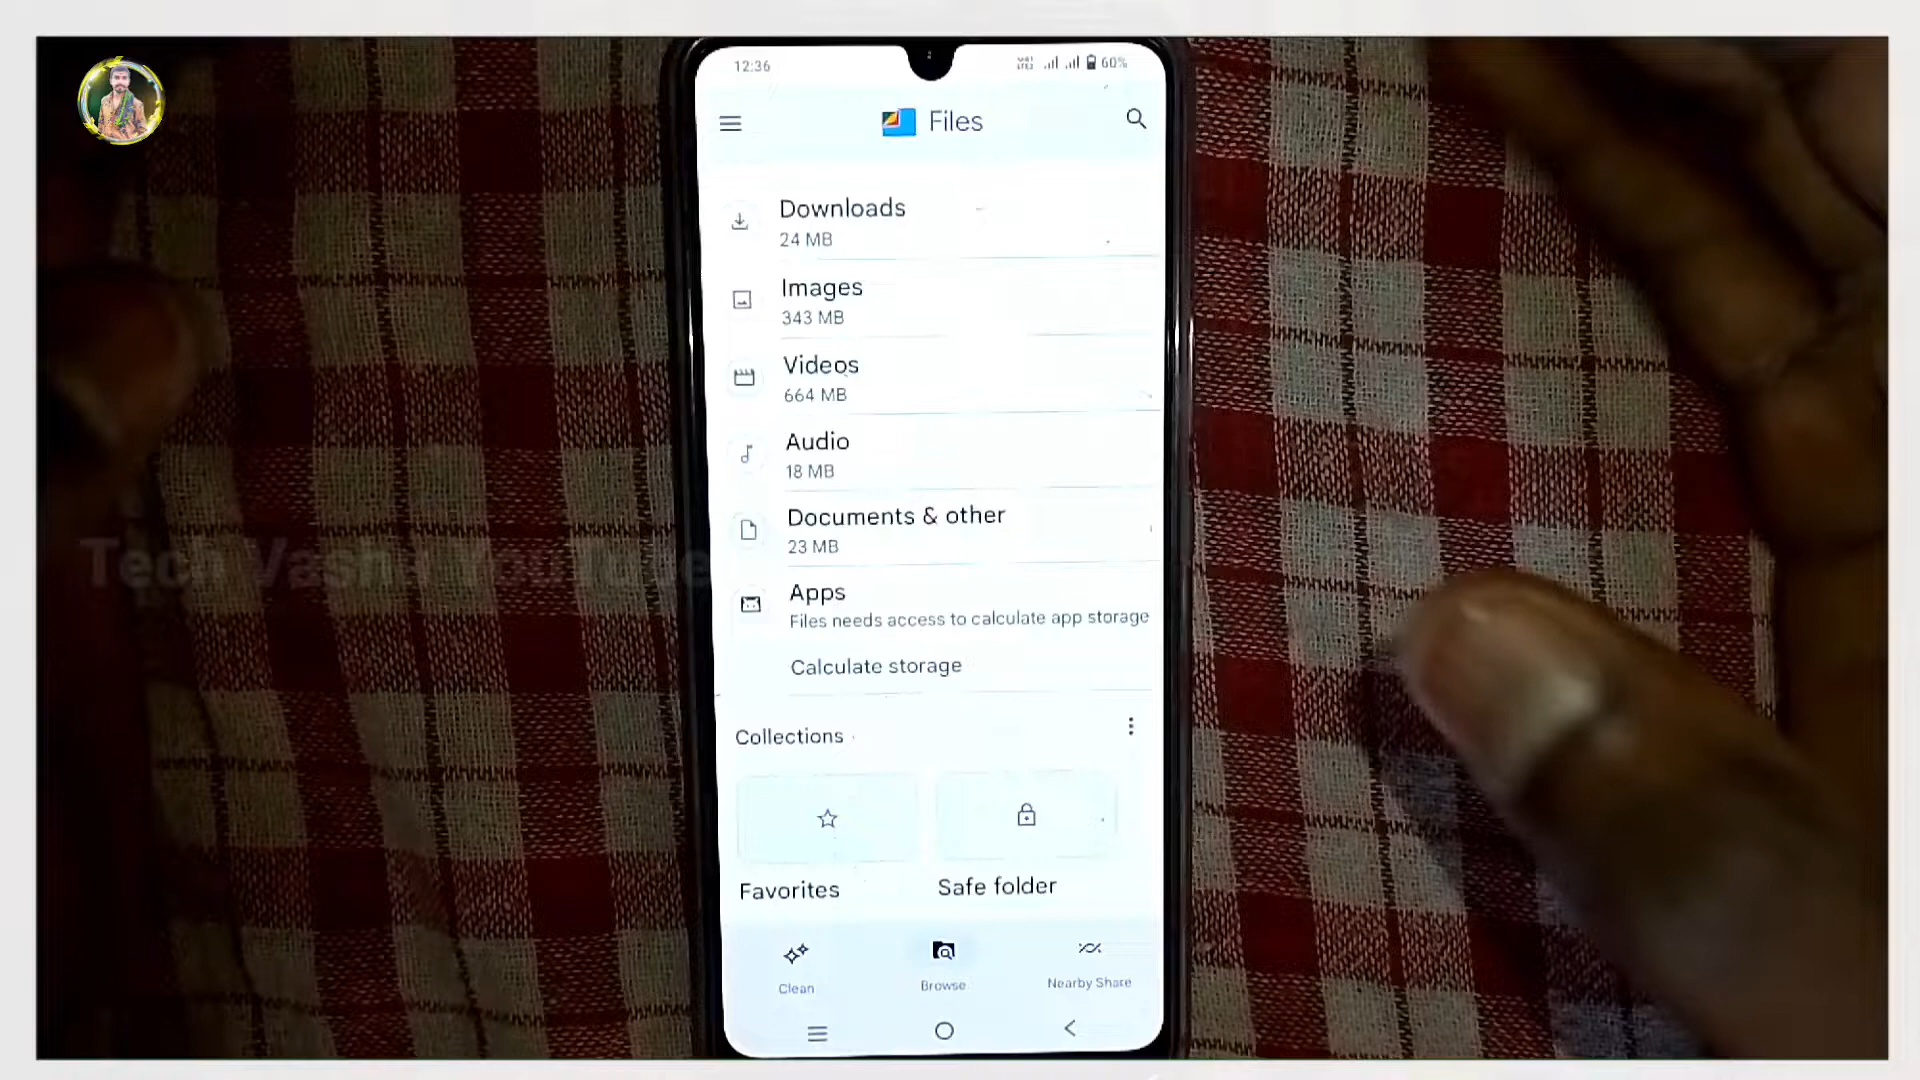 12:36
60%
Files
Downloads
24 MB
Images
343 MB
Videos
664 MB
Audio
18 MB
Documents & other
23 MB
Tech
YouTube
Apps
Files needs access to calculate app storage
Calculate storage
Collections
Favorites
Safe folder
Clean
Browse
Nearby Share